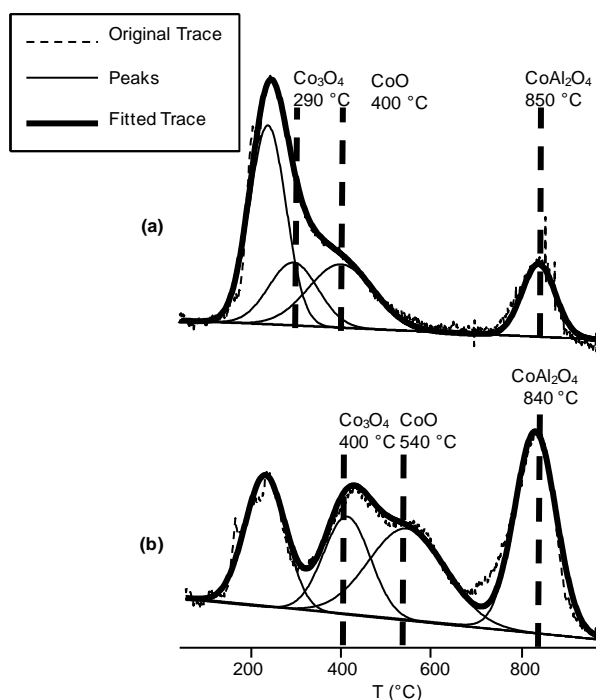 Original Trace
Peaks
Fitted Trace
Co₃O₄ CoO CoAl₂O₄
290 °C 400 °C 850 °C
(a)
CoAl₂O₄
840 °C
Co₃O₄ CoO
400 °C 540 °C
(b)
200 400 600 800
T (°C)